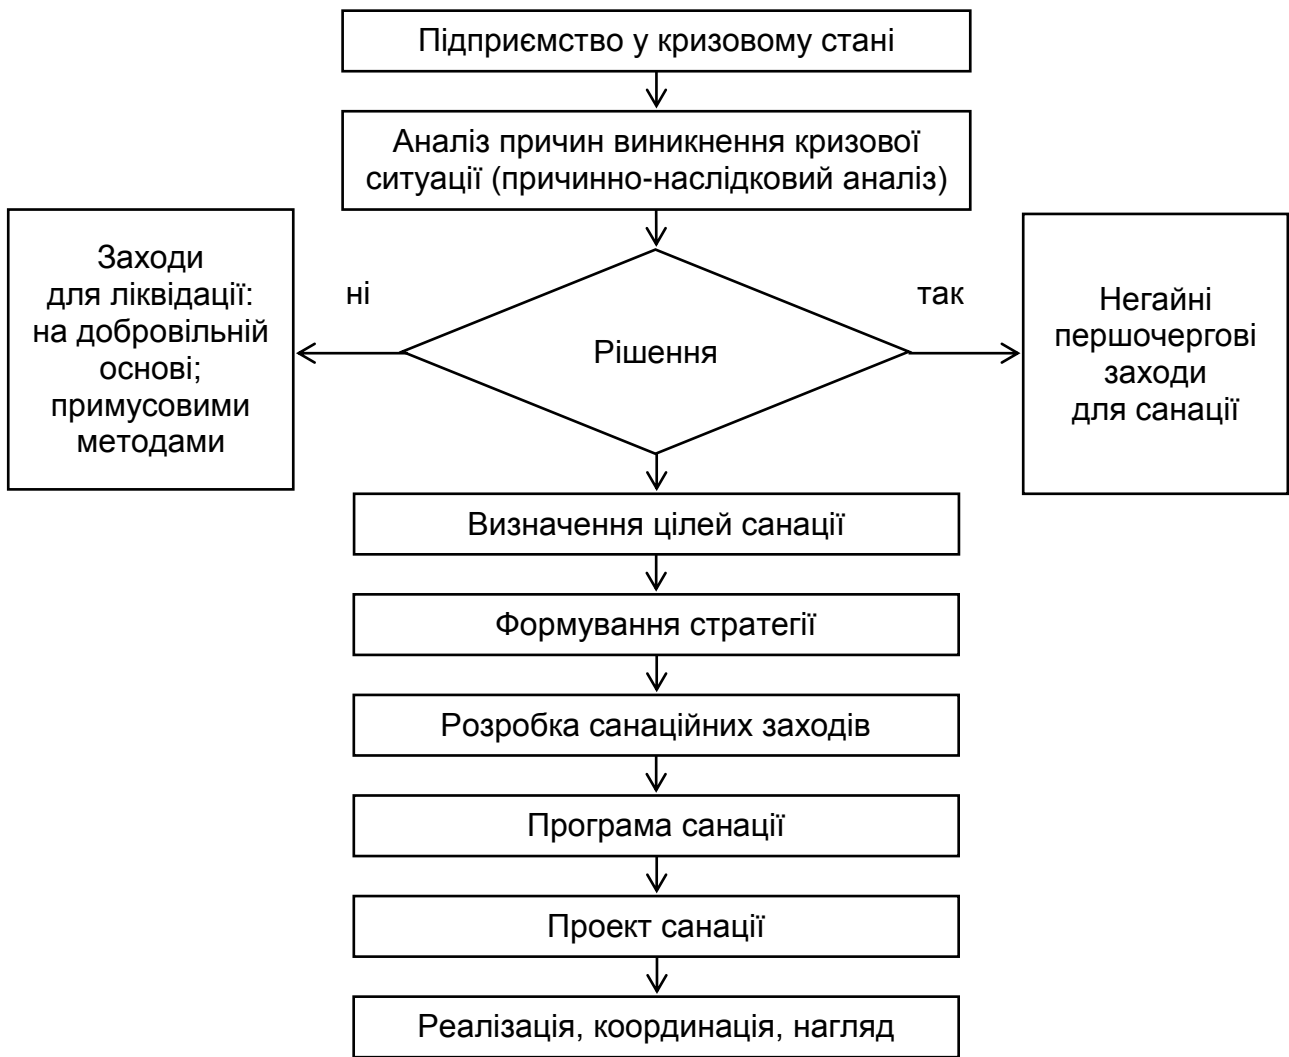 Підприємство у кризовому стані
Аналіз причин виникнення кризової
ситуації (причинно-наслідковий аналіз)
Заходи
для ліквідації:
на добровільній
основі;
примусовими
методами
ні
Рішення
так
Негайні
першочергові
заходи
для санації
Визначення цілей санації
Формування стратегії
Розробка санаційних заходів
Програма санації
Проект санації
Реалізація, координація, нагляд